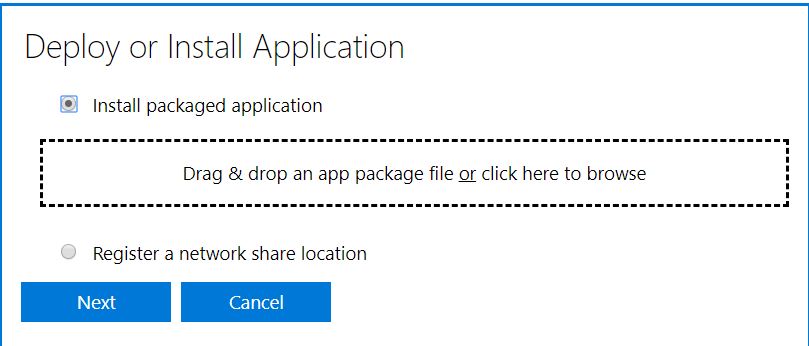 Deploy or Install Application
Install packaged application
Drag & drop an app package file or click here to browse
Register a network share location
Next Cancel